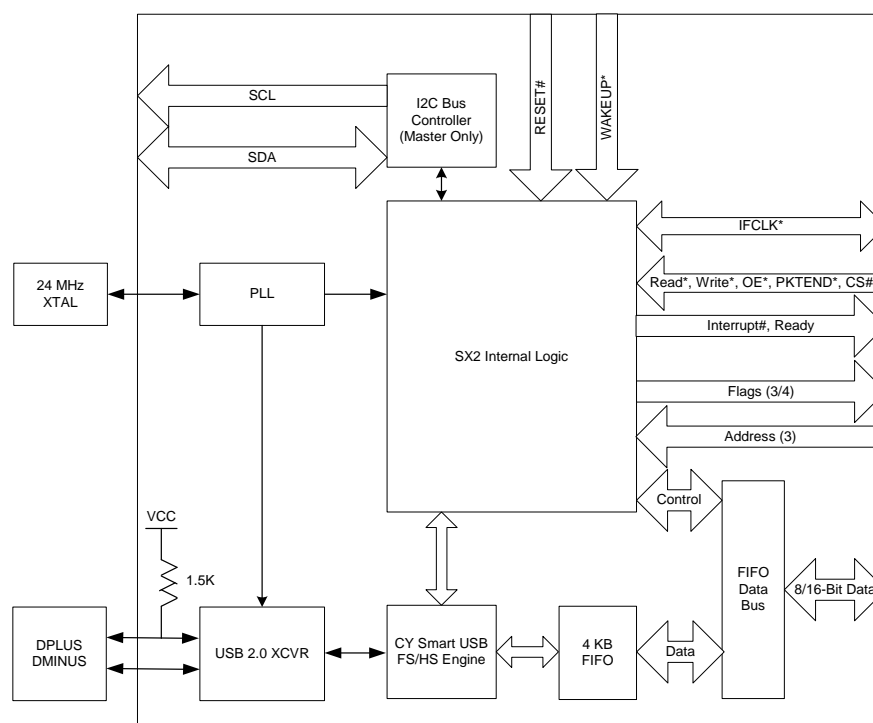 SCL
I2C Bus
Controller
(Master Only)
RESET#
WAKEUP*
SDA
IFCLK*
24 MHz
XTAL
PLL
Read*, Write*, OE*, PKTEND*, CS#
Interrupt#, Ready
SX2 Internal Logic
Flags (3/4)
Address (3)
Control
VCC
1.5K
FIFO
Data
Bus
8/16-Bit Data
DPLUS
DMINUS
USB 2.0 XCVR
CY Smart USB
FS/HS Engine
4 KB
FIFO
Data